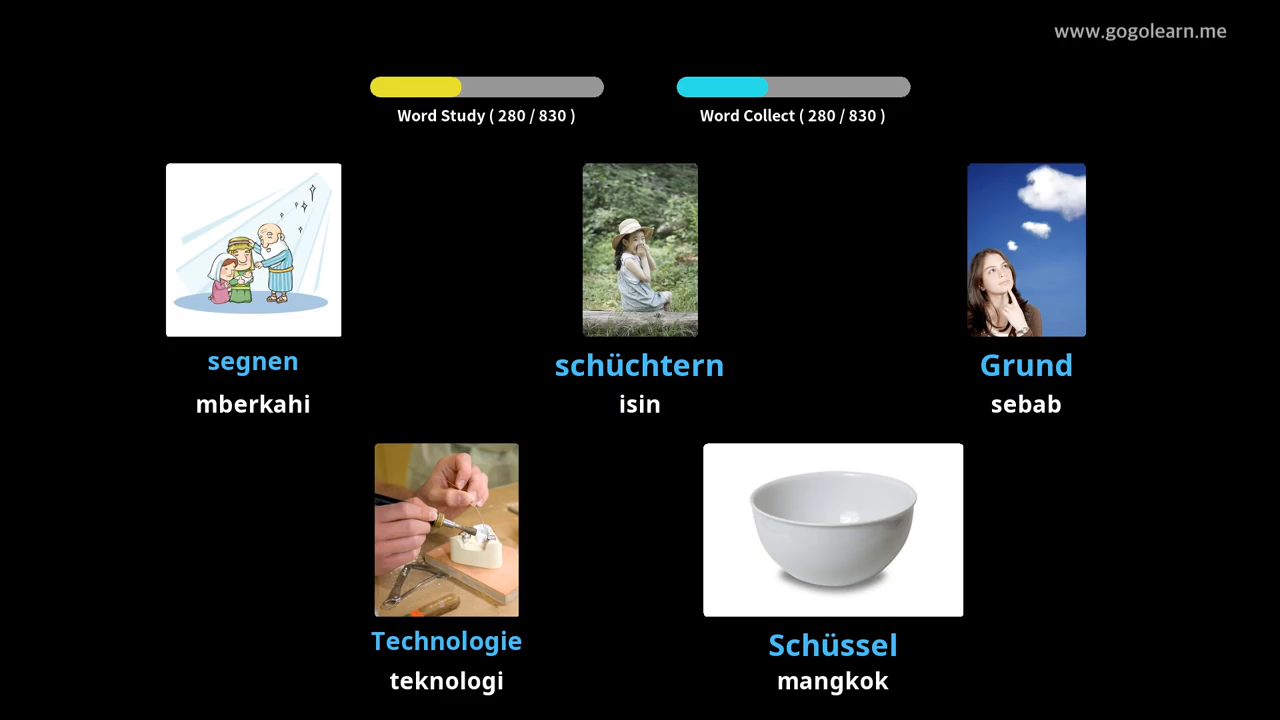 www.gogolearn.me
Word Study ( 280 / 830 )
Word Collect ( 280 / 830 )
segnen
mberkahi
schüchtern
isin
Grund
sebab
Technologie
teknologi
Schüssel
mangkok